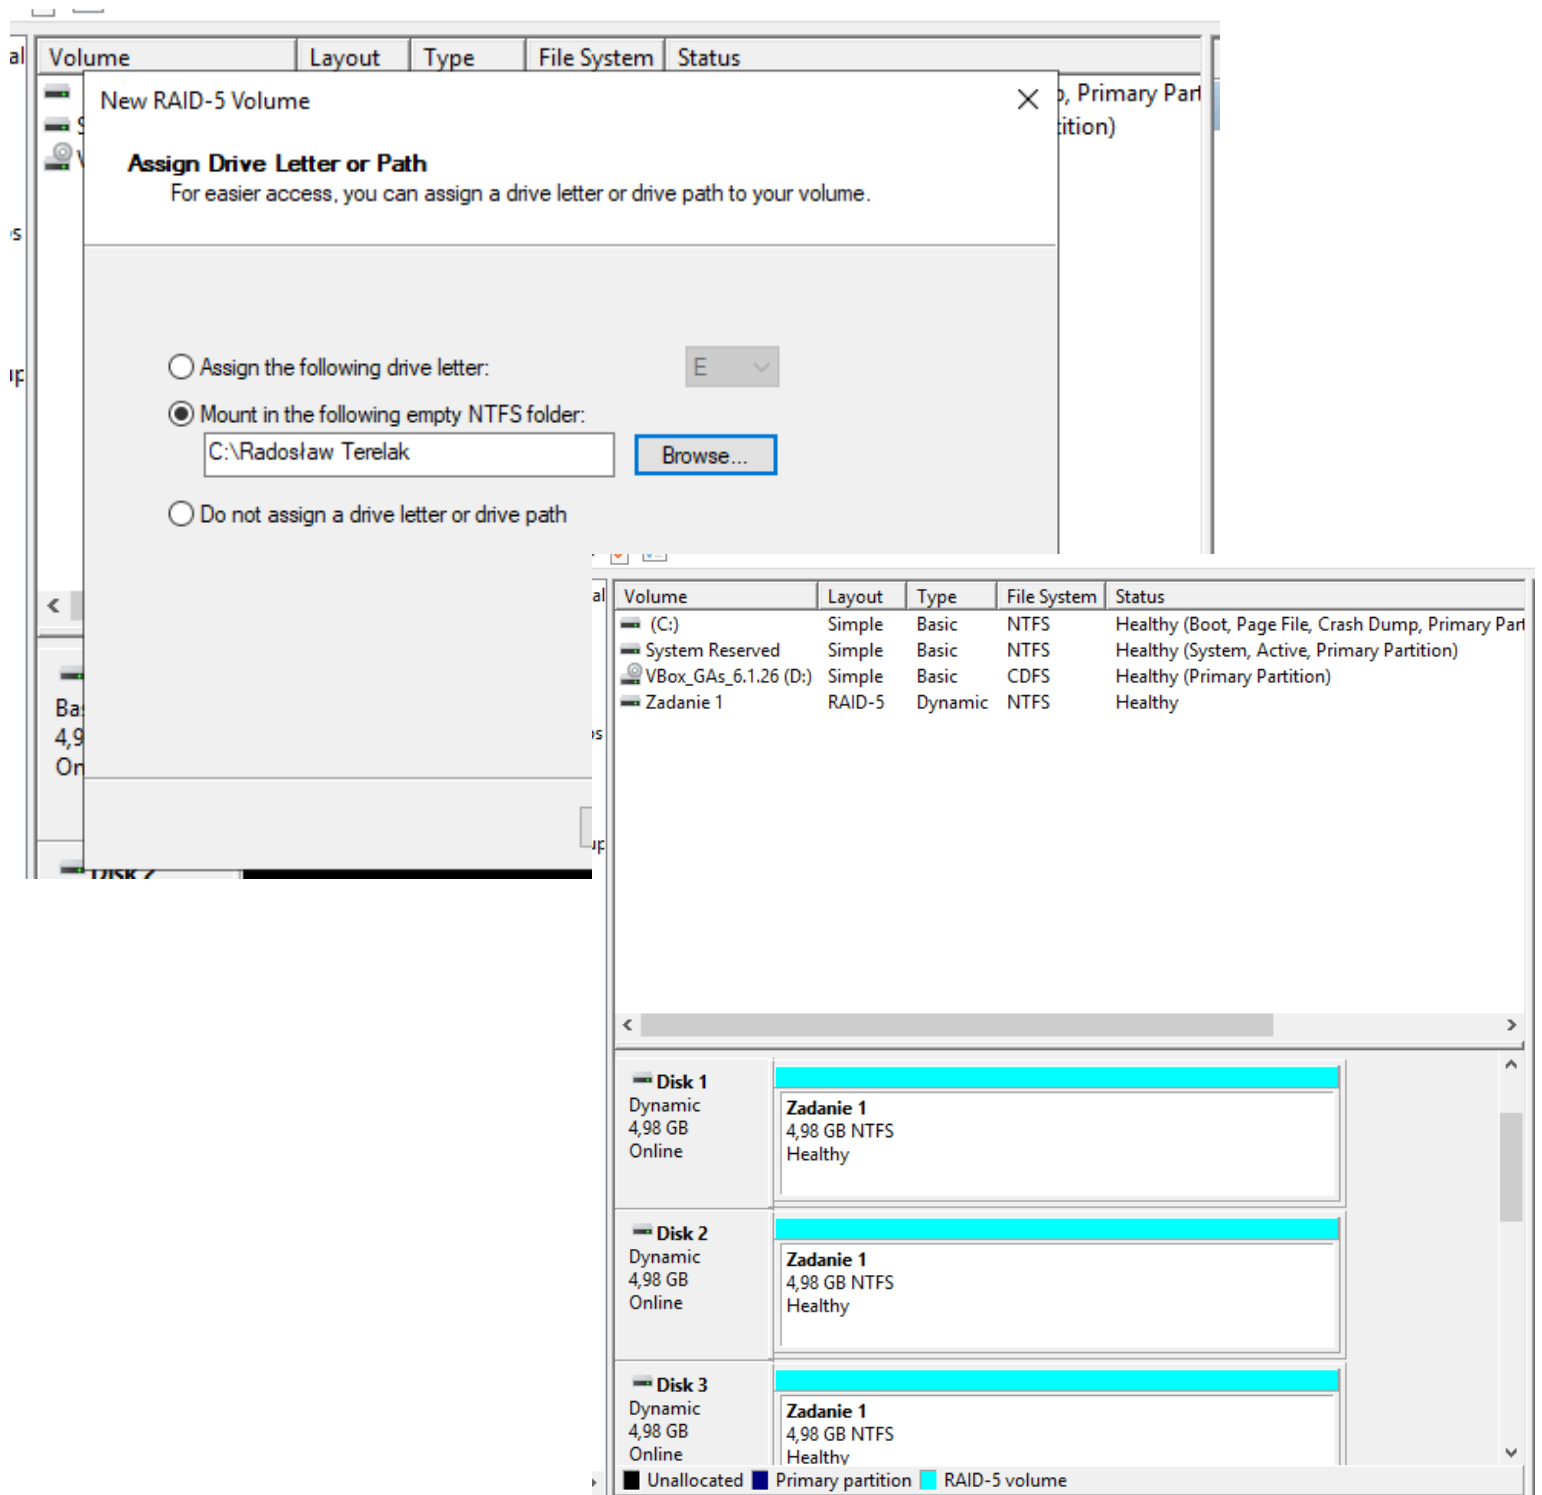 al Volume Layout Type File System Status
New RAID-5 Volume
Primary Part
Assign Drive Letter or Path
For easier access, you can assign a drive letter or drive path to your volume.
Assign the following drive letter: E
Mount in the following empty NTFS folder:
C:\Radosław Terelak Browse...
Do not assign a drive letter or drive path
4,9
Disk 2
al Volume Layout Type File System Status
(C:) Simple Basic NTFS Healthy (Boot, Page File, Crash Dump, Primary Part
System Reserved Simple Basic NTFS Healthy (System, Active, Primary Partition)
VBox_GAs_6.1.26 (D:) Simple Basic CDFS Healthy (Primary Partition)
Zadanie 1 RAID-5 Dynamic NTFS Healthy
Disk 1
Dynamic
4,98 GB
Online
Zadanie 1
4,98 GB NTFS
Healthy
Disk 2
Dynamic
4,98 GB
Online
Zadanie 1
4,98 GB NTFS
Healthy
Disk 3
Dynamic
4,98 GB
Online
Zadanie 1
4,98 GB NTFS
Healthy
Unallocated Primary partition RAID-5 volume